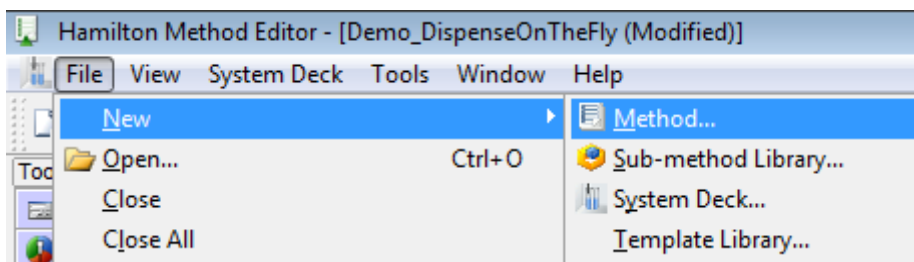 Hamilton Method Editor - [Demo_DispenseOnTheFly (Modified)]
File View System Deck Tools Window Help
New Method...
Open... Ctrl+O Sub-method Library...
Close System Deck...
Close All Template Library...